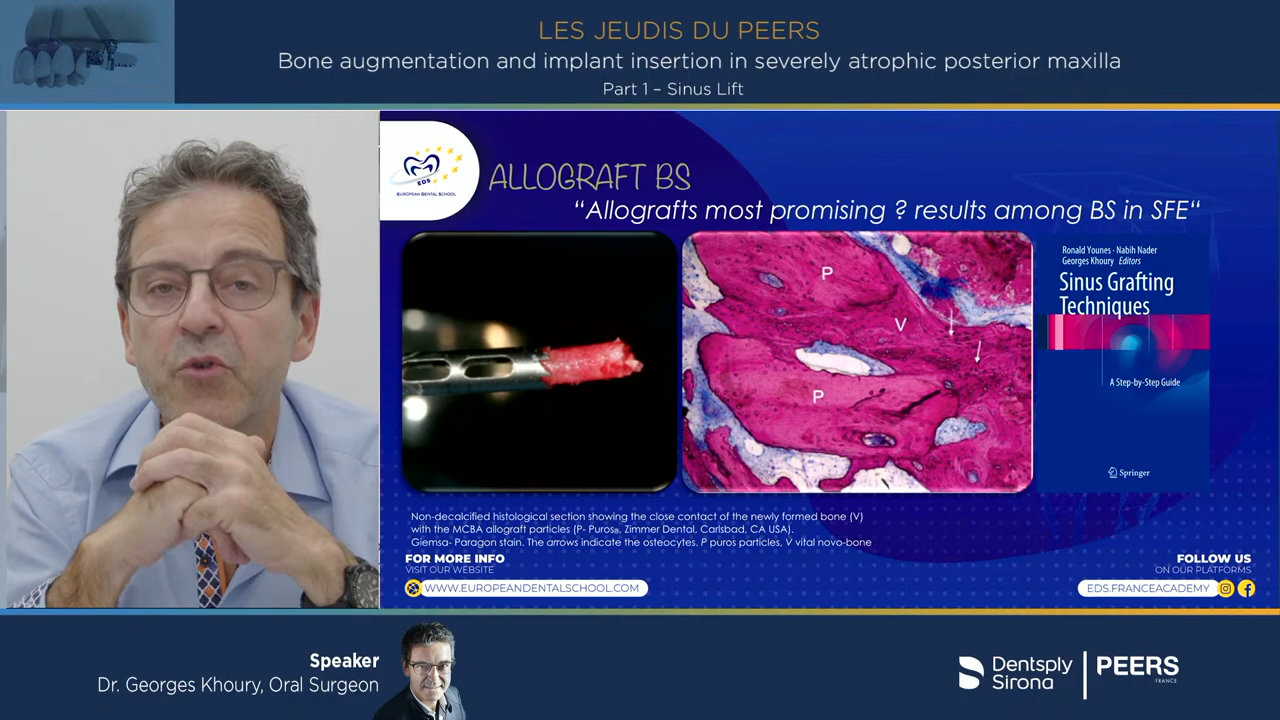 LES JEUDIS DU PEERS
Bone augmentation and implant insertion in severely atrophic posterior maxilla
Part 1 – Sinus Lift
EDS
EUROPEAN DENTAL SCHOOL
ALLOGRAFT BS
“Allografts most promising ? results among BS in SFE“
P
V
P
Ronald Younes · Nabih Nader
Georges Khoury Editors
Sinus Grafting
Techniques
A Step-by-Step Guide
Springer
Non-decalcified histological section showing the close contact of the newly formed bone (V)
with the MCBA allograft particles (P- Puros®, Zimmer Dental, Carlsbad, CA USA).
Giemsa- Paragon stain. The arrows indicate the osteocytes. P puros particles, V vital novo-bone
FOR MORE INFO
VISIT OUR WEBSITE
WWW.EUROPEANDENTALSCHOOL.COM
FOLLOW US
ON OUR PLATFORMS
EDS.FRANCEACADEMY
Speaker
Dr. Georges Khoury, Oral Surgeon
Dentsply
Sirona
PEERS
FRANCE